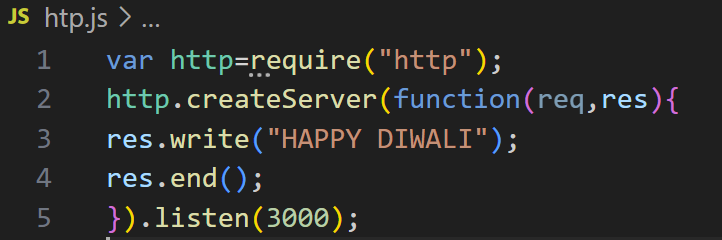 JS htp.js > ...
1 var http=require("http");
2 http.createServer(function(req,res){
3 res.write("HAPPY DIWALI");
4 res.end();
5 }).listen(3000);